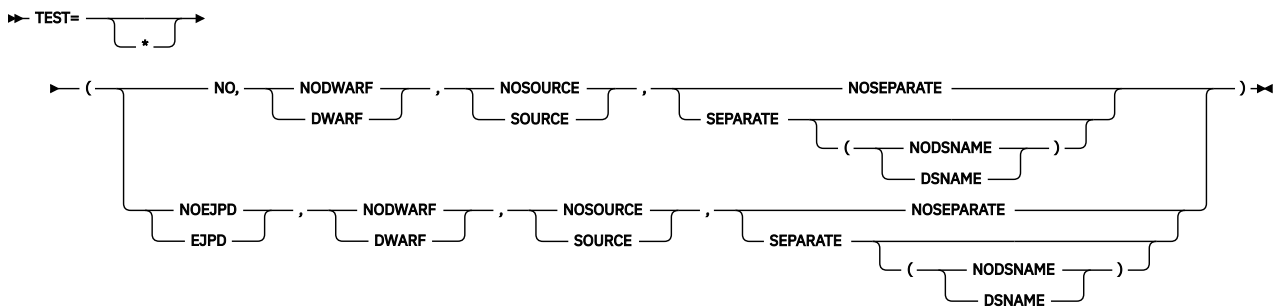 TEST=
*
( NO, NODWARF , NOSOURCE , NOSEPARATE )
DWARF SOURCE SEPARATE
( NODSNAME )
DSNAME
NOEJPD , NODWARF , NOSOURCE , NOSEPARATE
EJPD DWARF SOURCE SEPARATE
( NODSNAME )
DSNAME